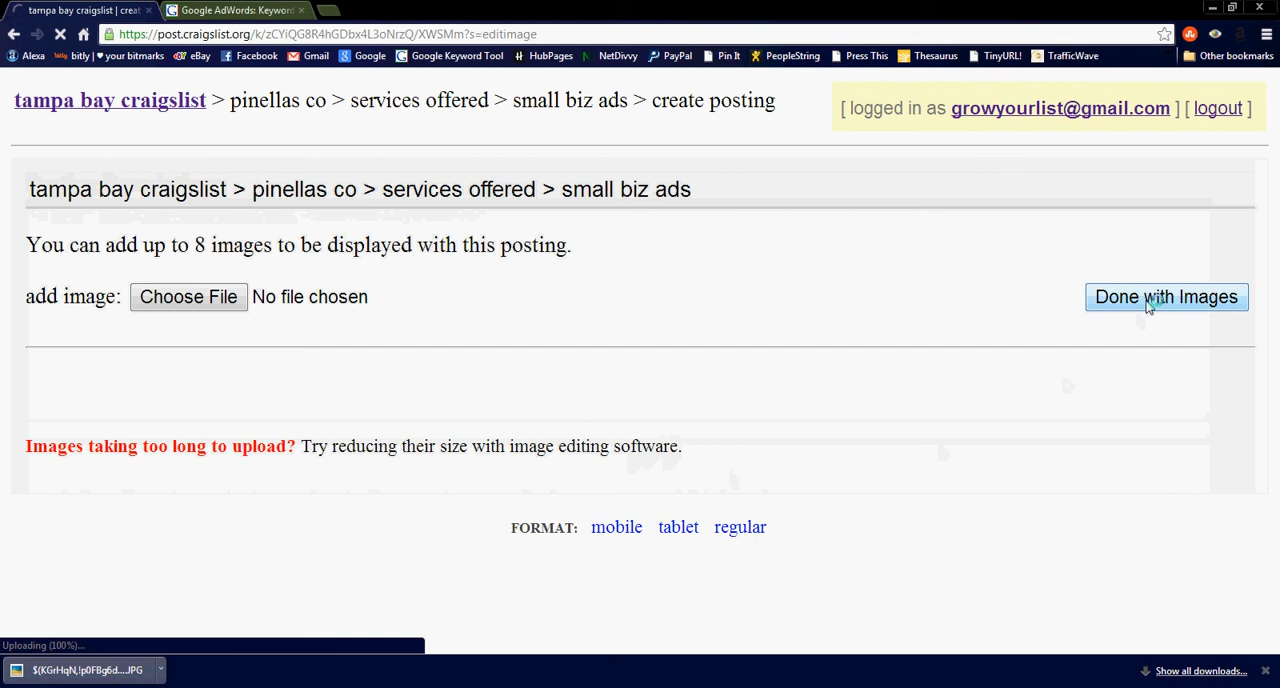 tampa bay craigslist | creat
Google AdWords: Keyword
https://post.craigslist.org/k/zCYiQG8R4hGDbx4L3oNrzQ/XWSMm?s=editimage
Alexa bitly | ♥ your bitmarks eBay Facebook Gmail Google Google Keyword Tool HubPages NetDivvy PayPal Pin It PeopleString Press This Thesaurus TinyURL! TrafficWave Other bookmarks
tampa bay craigslist > pinellas co > services offered > small biz ads > create posting
[ logged in as growyourlist@gmail.com ] [ logout ]
tampa bay craigslist > pinellas co > services offered > small biz ads
You can add up to 8 images to be displayed with this posting.
add image: Choose File No file chosen
Done with Images
Images taking too long to upload? Try reducing their size with image editing software.
FORMAT: mobile tablet regular
Uploading (100%)...
$(KGrHqN,!p0FBg6d....JPG
Show all downloads...